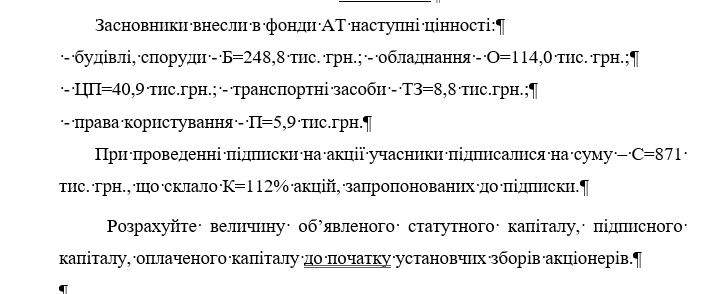 Засновники внесли в фонди АТ наступні цінності:¶
- будівлі, споруди - Б=248,8 тис. грн.; - обладнання - О=114,0 тис. грн.;¶
- ЦП=40,9 тис.грн.; - транспортні засоби - ТЗ=8,8 тис.грн.;¶
- права користування - П=5,9 тис.грн.¶
При проведенні підписки на акції учасники підписалися на суму – С=871
тис. грн., що склало К=112% акцій, запропонованих до підписки.¶
Розрахуйте величину об’явленого статутного капіталу, підписного
капіталу, оплаченого капіталу до початку установчих зборів акціонерів.¶
¶